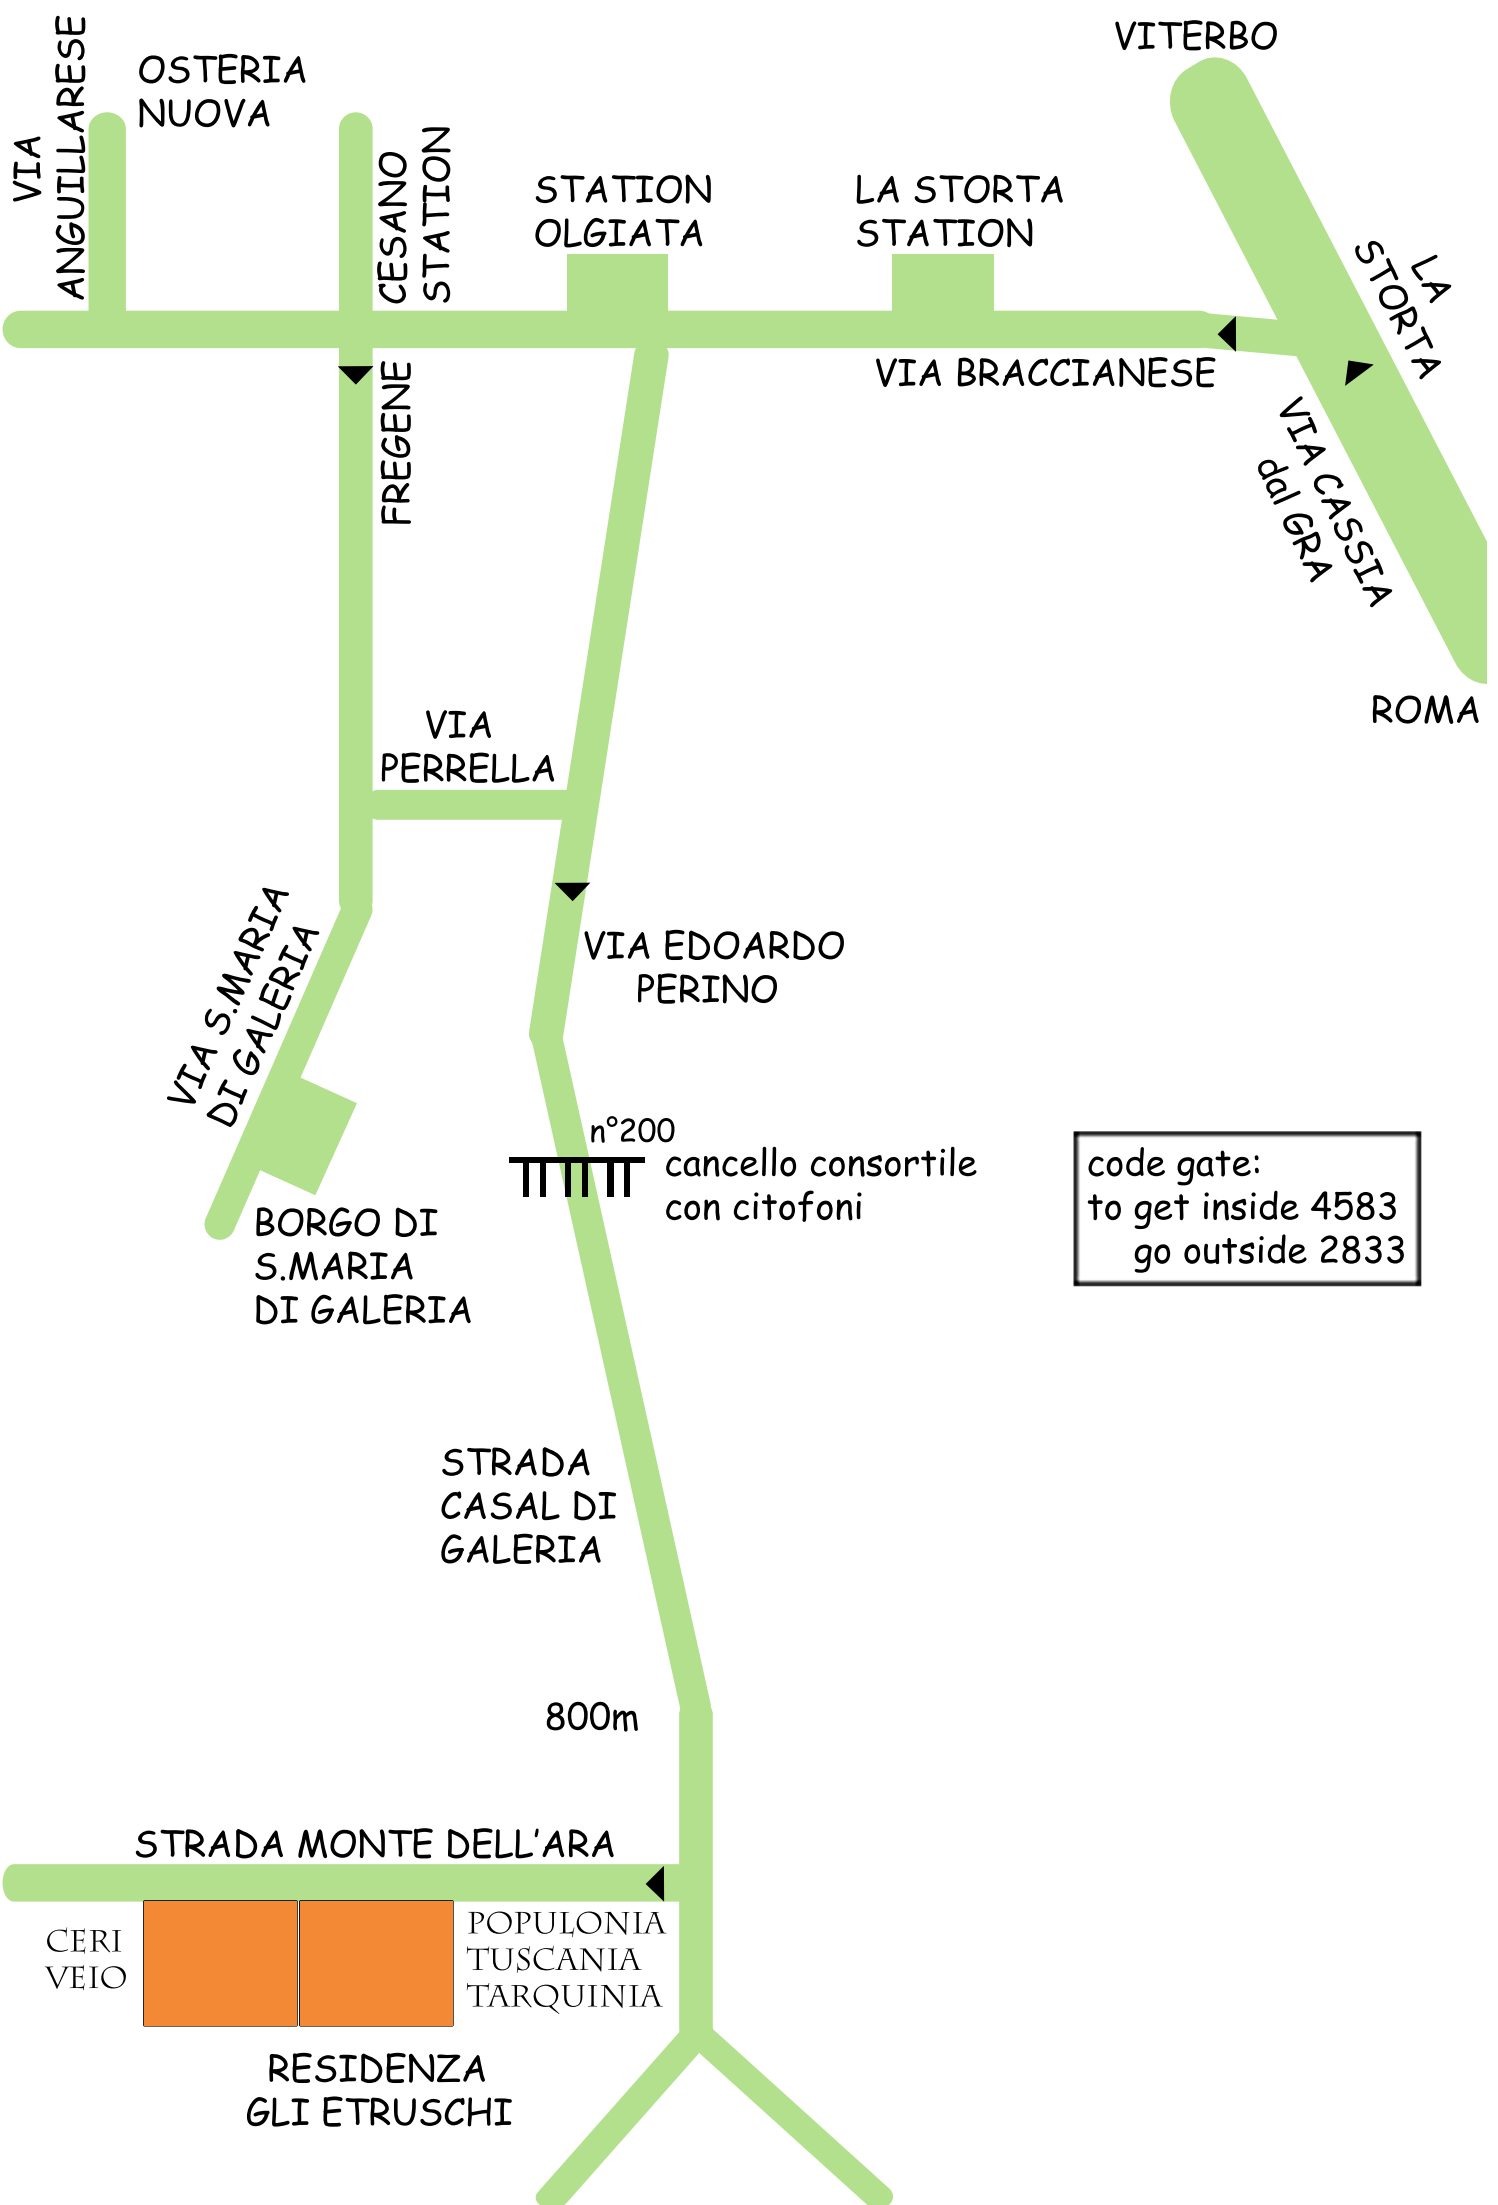 VITERBO
VIA
ANGUILLARESE
OSTERIA
NUOVA
CESANO
STATION
STATION
OLGIATA
LA STORTA
STATION
LA
STORTA
VIA BRACCIANESE
FREGENE
VIA CASSIA
dal GRA
ROMA
VIA
PERRELLA
VIA S.MARIA
DI GALERIA
VIA EDOARDO
PERINO
n°200
cancello consortile
con citofoni
code gate:
to get inside 4583
go outside 2833
BORGO DI
S.MARIA
DI GALERIA
STRADA
CASAL DI
GALERIA
800m
STRADA MONTE DELL'ARA
CERI
VEIO
POPULONIA
TUSCANIA
TARQUINIA
RESIDENZA
GLI ETRUSCHI